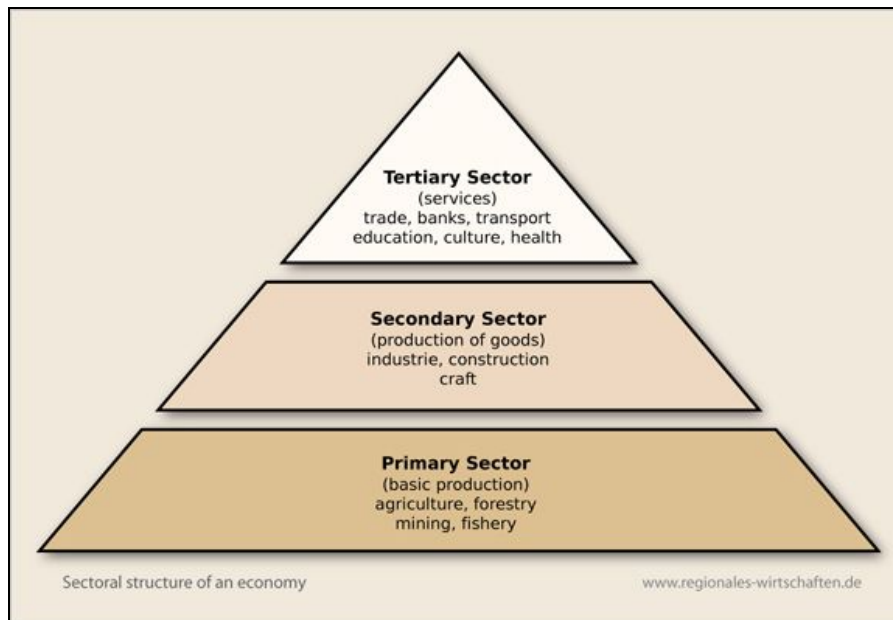 Tertiary Sector
(services)
trade, banks, transport
education, culture, health
Secondary Sector
(production of goods)
industrie, construction
craft
Primary Sector
(basic production)
agriculture, forestry
mining, fishery
Sectoral structure of an economy
www.regionales-wirtschaften.de